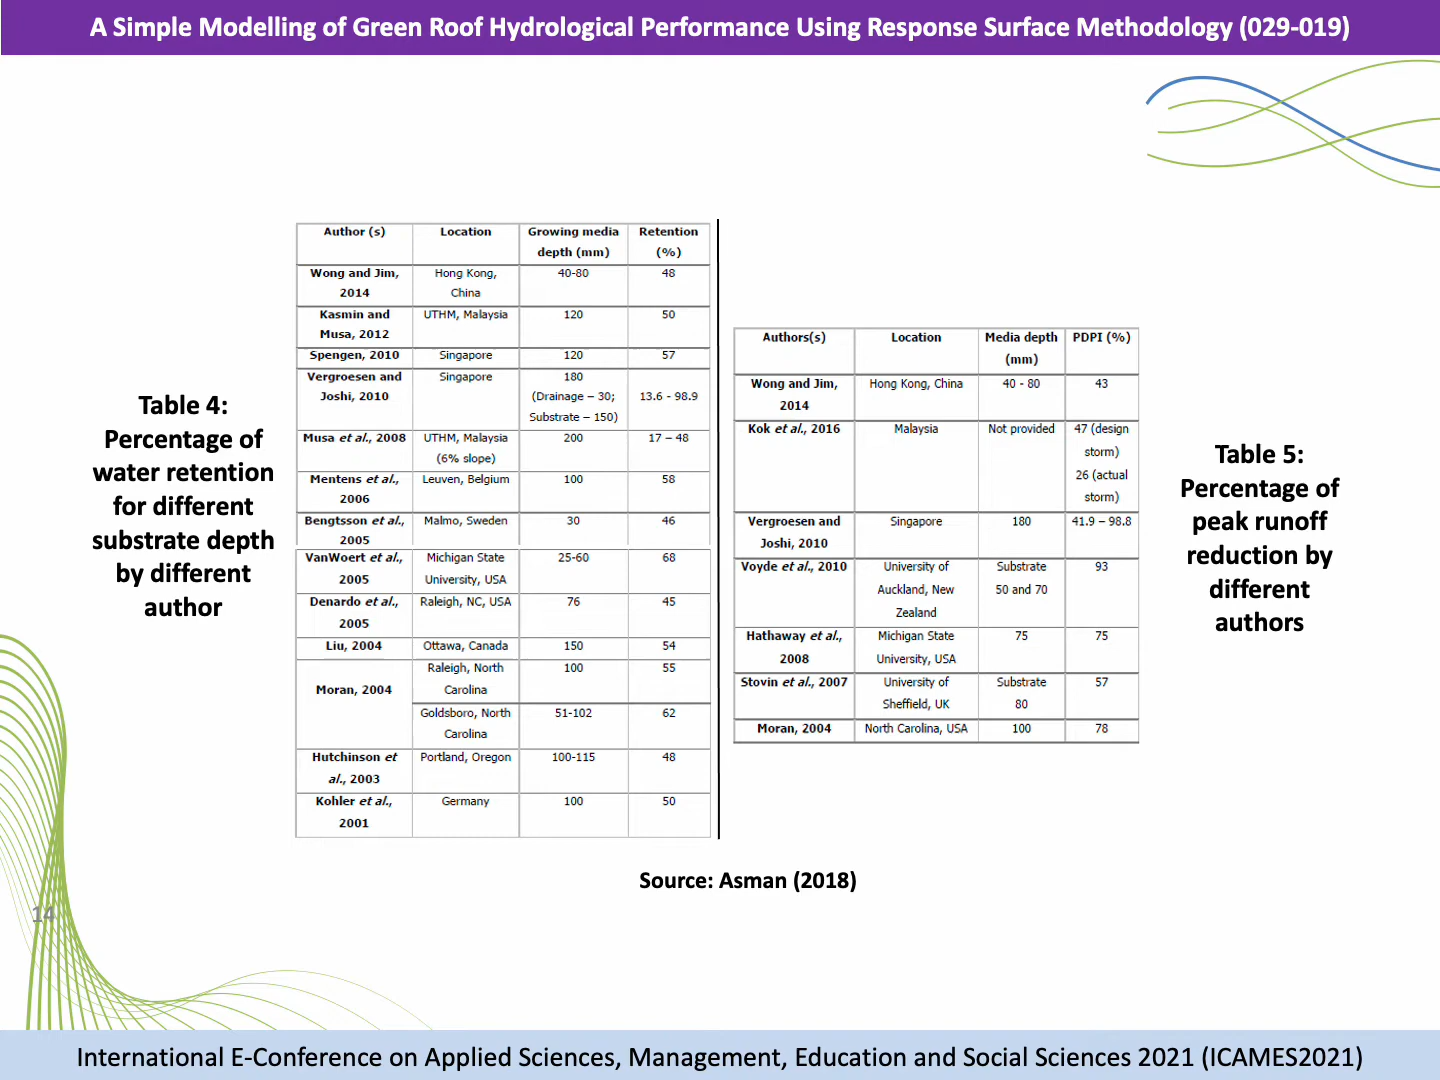 A Simple Modelling of Green Roof Hydrological Performance Using Response Surface Methodology (029-019)
Table 4:
Percentage of
water retention
for different
substrate depth
by different
author
Author (s) Location Growing media Retention
depth (mm) (%)
Wong and Jim, Hong Kong, 40-80 48
2014 China
Kasmin and UTHM, Malaysia 120 50
Musa, 2012
Spengen, 2010 Singapore 120 57
Vergroesen and Singapore 180
Joshi, 2010 (Drainage – 30; 13.6 - 98.9
Substrate – 150)
Musa et al., 2008 UTHM, Malaysia 200 17 – 48
(6% slope)
Mentens et al., Leuven, Belgium 100 58
2006
Bengtsson et al., Malmo, Sweden 30 46
2005
VanWoert et al., Michigan State 25-60 68
2005 University, USA
Denardo et al., Raleigh, NC, USA 76 45
2005
Liu, 2004 Ottawa, Canada 150 54
Raleigh, North 100 55
Moran, 2004 Carolina
Goldsboro, North 51-102 62
Carolina
Hutchinson et Portland, Oregon 100-115 48
al., 2003
Kohler et al., Germany 100 50
2001
Authors(s) Location Media depth PDPI (%)
(mm)
Wong and Jim, Hong Kong, China 40 - 80 43
2014
Kok et al., 2016 Malaysia Not provided 47 (design
storm)
26 (actual
storm)
Vergroesen and Singapore 180 41.9 – 98.8
Joshi, 2010
Voyde et al., 2010 University of Substrate 93
Auckland, New 50 and 70
Zealand
Hathaway et al., Michigan State 75 75
2008 University, USA
Stovin et al., 2007 University of Substrate 57
Sheffield, UK 80
Moran, 2004 North Carolina, USA 100 78
Table 5:
Percentage of
peak runoff
reduction by
different
authors
Source: Asman (2018)
14
International E-Conference on Applied Sciences, Management, Education and Social Sciences 2021 (ICAMES2021)